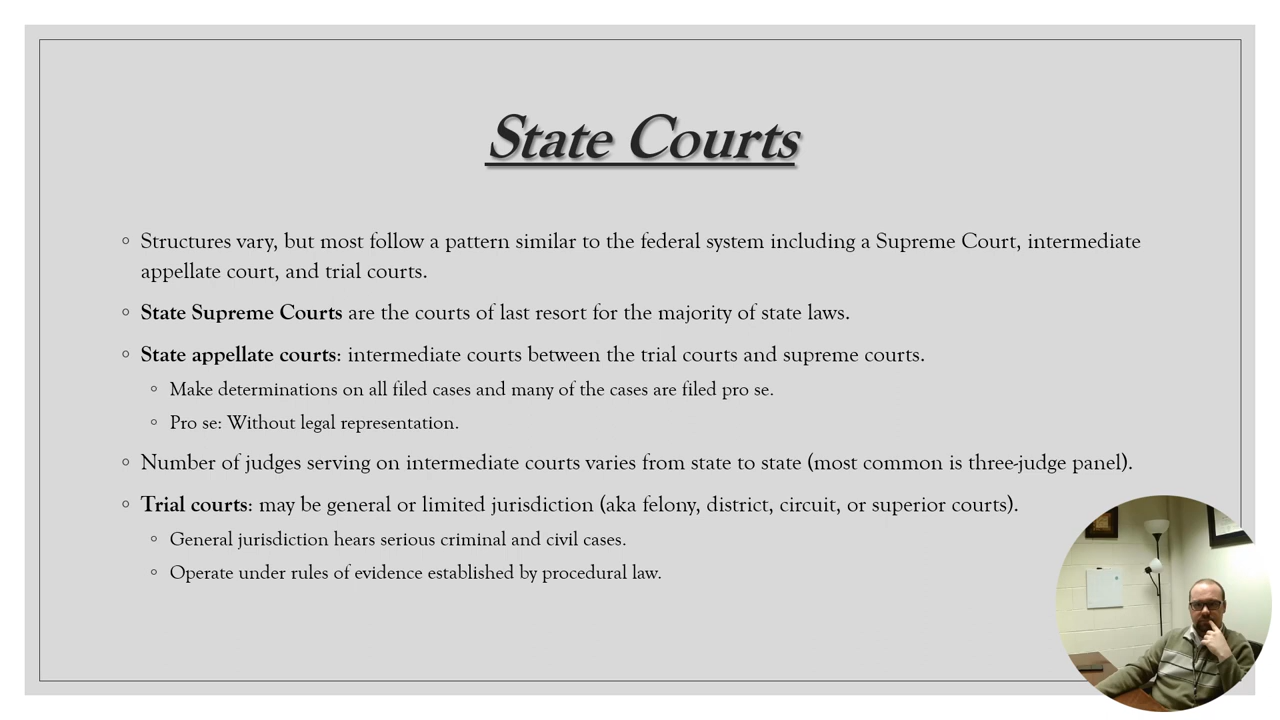 State Courts
Structures vary, but most follow a pattern similar to the federal system including a Supreme Court, intermediate
appellate court, and trial courts.
State Supreme Courts are the courts of last resort for the majority of state laws.
State appellate courts: intermediate courts between the trial courts and supreme courts.
Make determinations on all filed cases and many of the cases are filed pro se.
Pro se: Without legal representation.
Number of judges serving on intermediate courts varies from state to state (most common is three-judge panel).
Trial courts: may be general or limited jurisdiction (aka felony, district, circuit, or superior courts).
General jurisdiction hears serious criminal and civil cases.
Operate under rules of evidence established by procedural law.